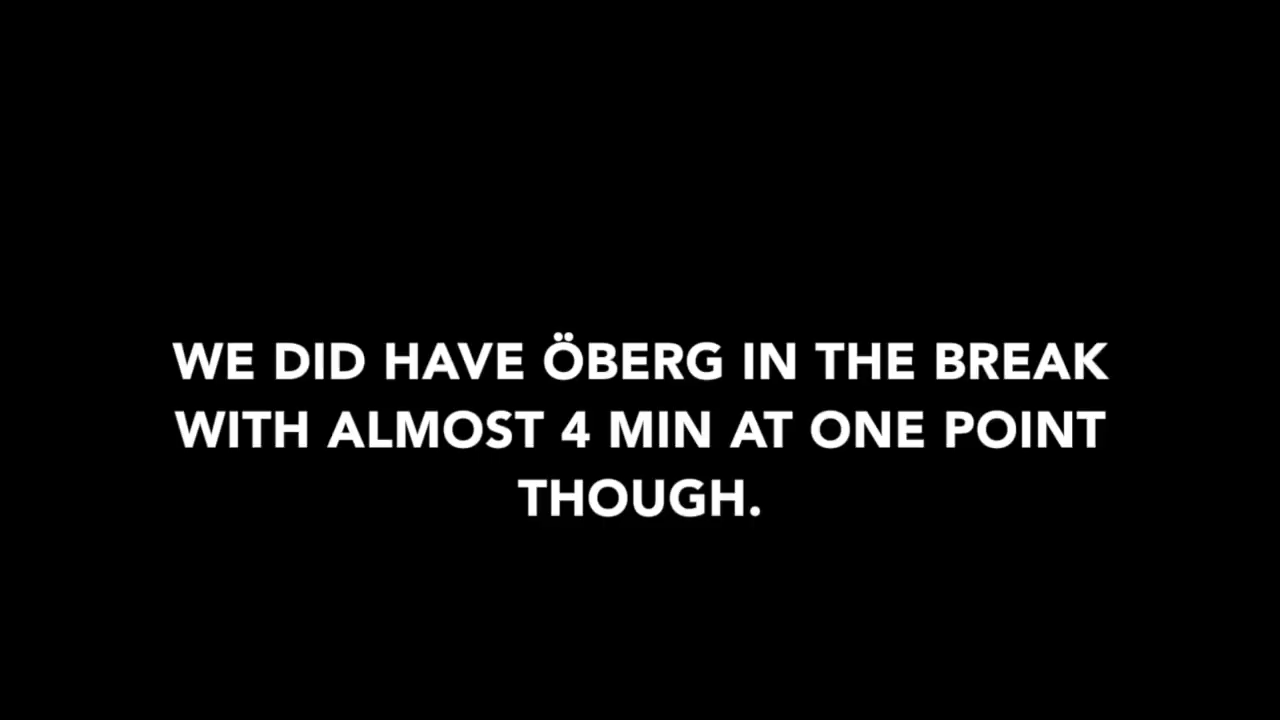 WE DID HAVE ÖBERG IN THE BREAK
WITH ALMOST 4 MIN AT ONE POINT
THOUGH.